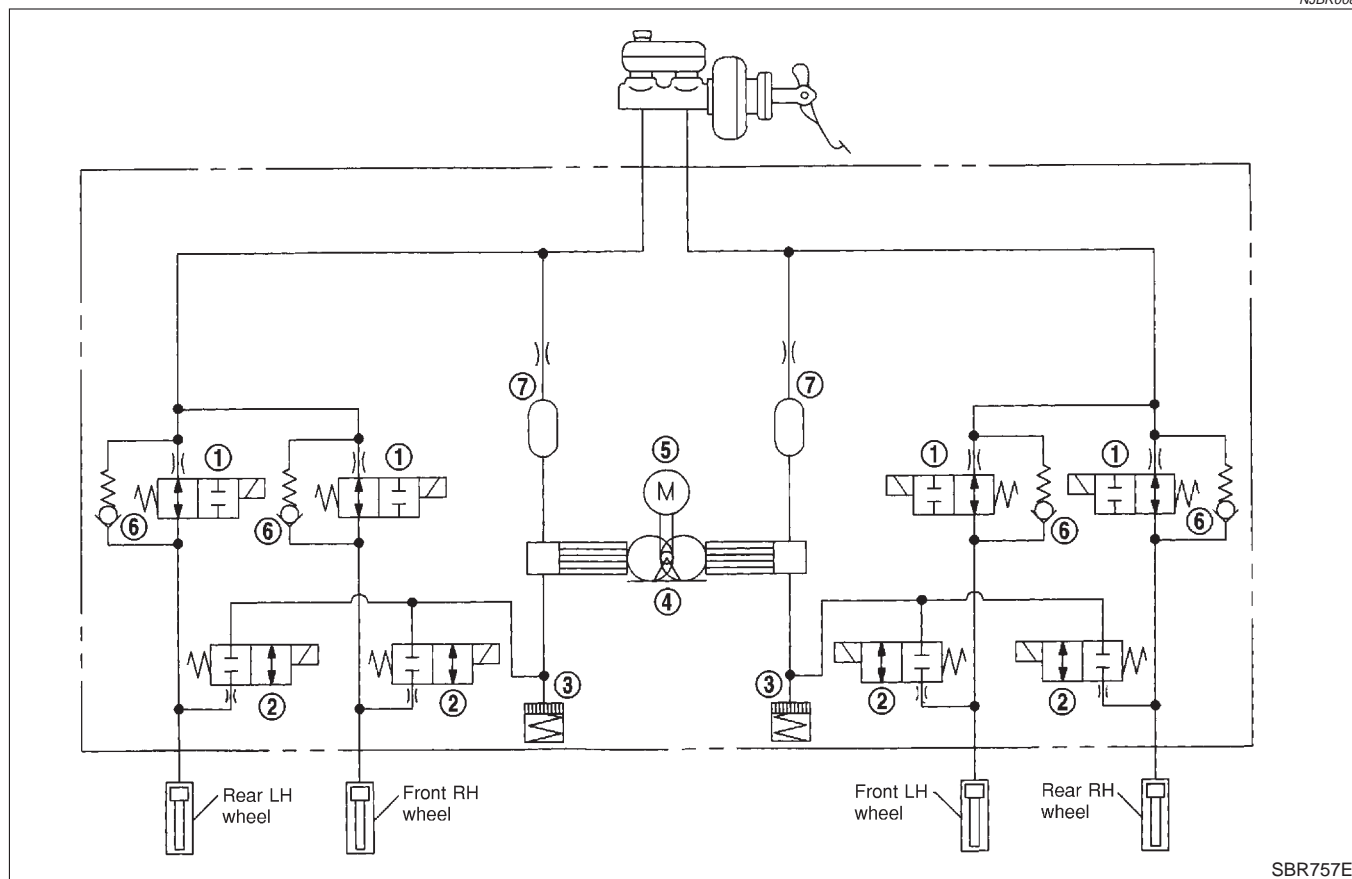 ⑦ ⑦
⑤
M
① ① ① ①
⑥ ⑥ ⑥ ⑥
④
③ ③
② ② ② ②
Rear LH
wheel
Front RH
wheel
Front LH
wheel
Rear RH
wheel
SBR757E